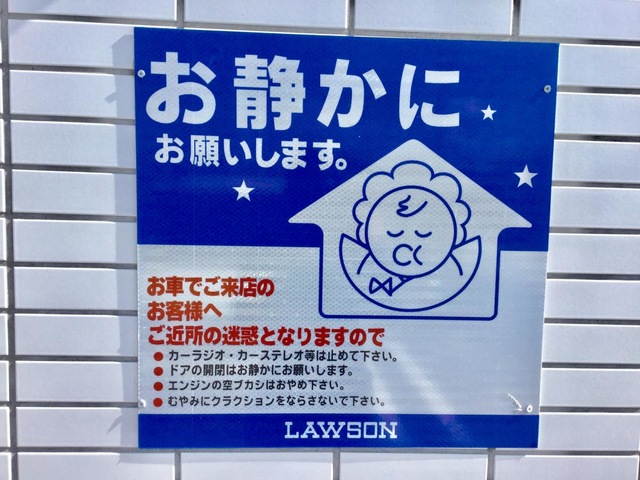 お静かに
お願いします。
お車でご来店の
お客様へ
ご近所の迷惑となりますので
● カーラジオ・カーステレオ等は止めて下さい。
● ドアの開閉はお静かにお願いします。
● エンジンの空ブカシはおやめ下さい。
● むやみにクラクションをならさないで下さい。
LAWSON